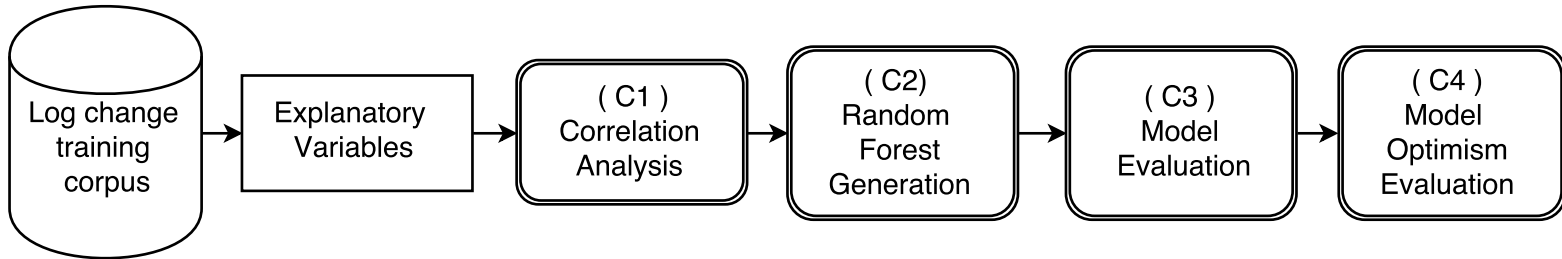 Log change
training
corpus
Explanatory
Variables
( C1 )
Correlation
Analysis
( C2)
Random
Forest
Generation
( C3 )
Model
Evaluation
( C4 )
Model
Optimism
Evaluation